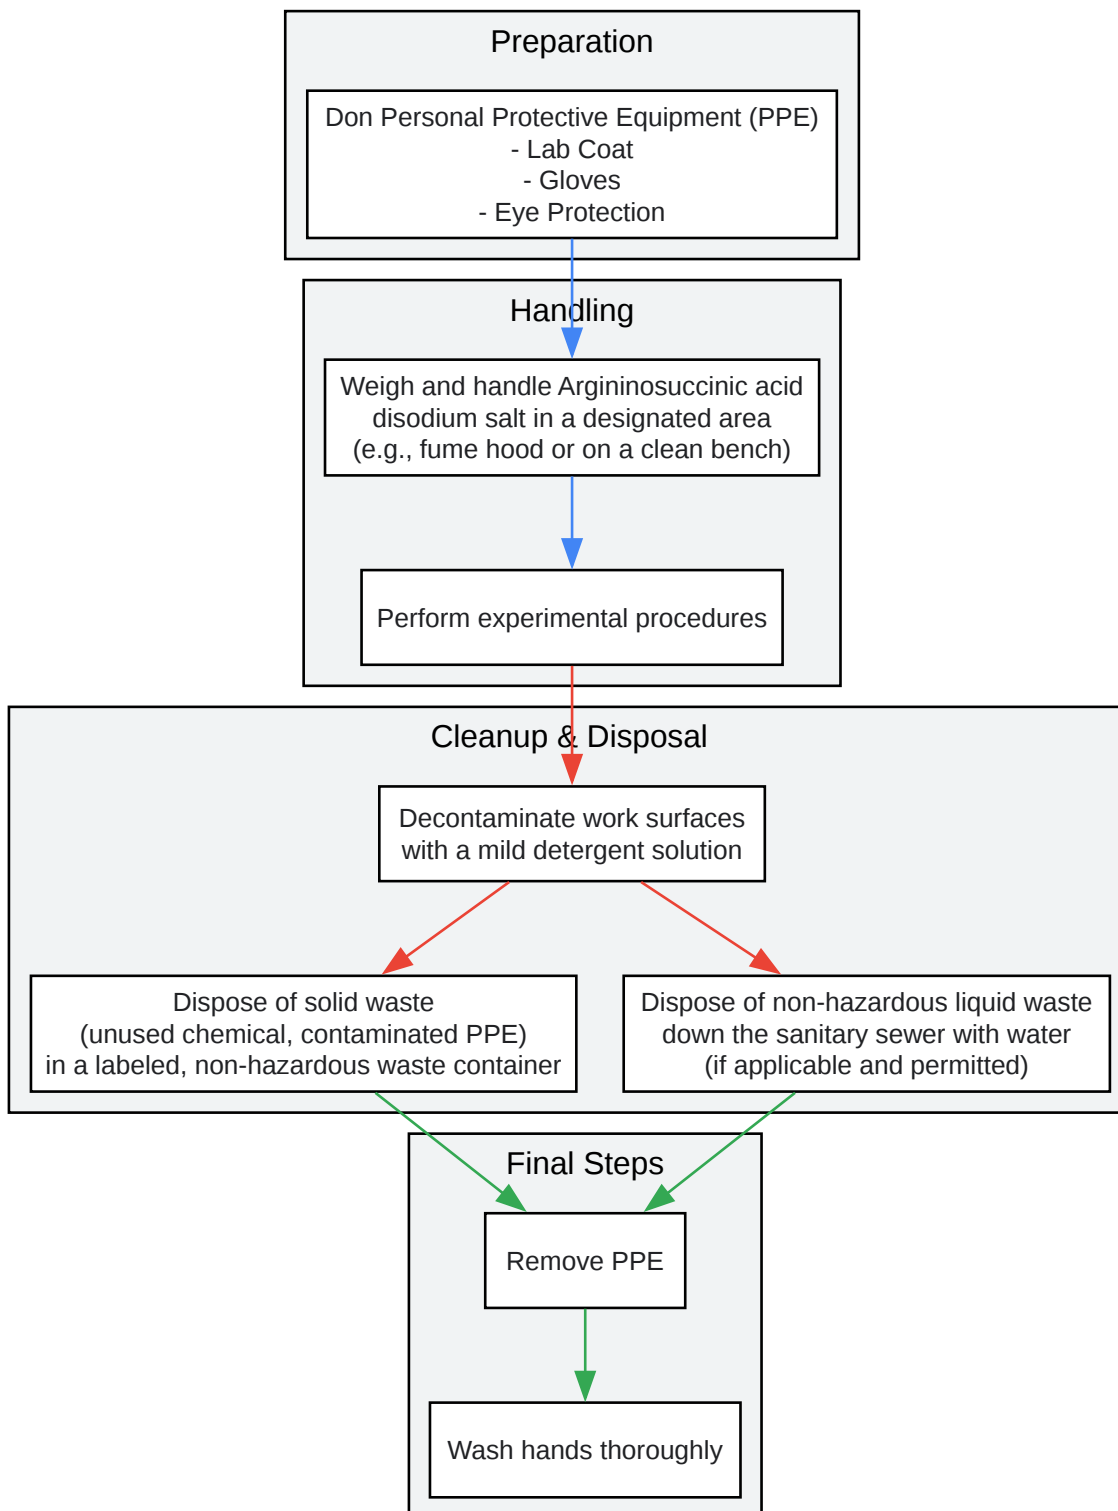 Preparation
Don Personal Protective Equipment (PPE)
- Lab Coat
- Gloves
- Eye Protection
Handling
Weigh and handle Argininosuccinic acid
disodium salt in a designated area
(e.g., fume hood or on a clean bench)
Perform experimental procedures
Cleanup & Disposal
Decontaminate work surfaces
with a mild detergent solution
Dispose of solid waste
(unused chemical, contaminated PPE)
in a labeled, non-hazardous waste container
Dispose of non-hazardous liquid waste
down the sanitary sewer with water
(if applicable and permitted)
Final Steps
Remove PPE
Wash hands thoroughly